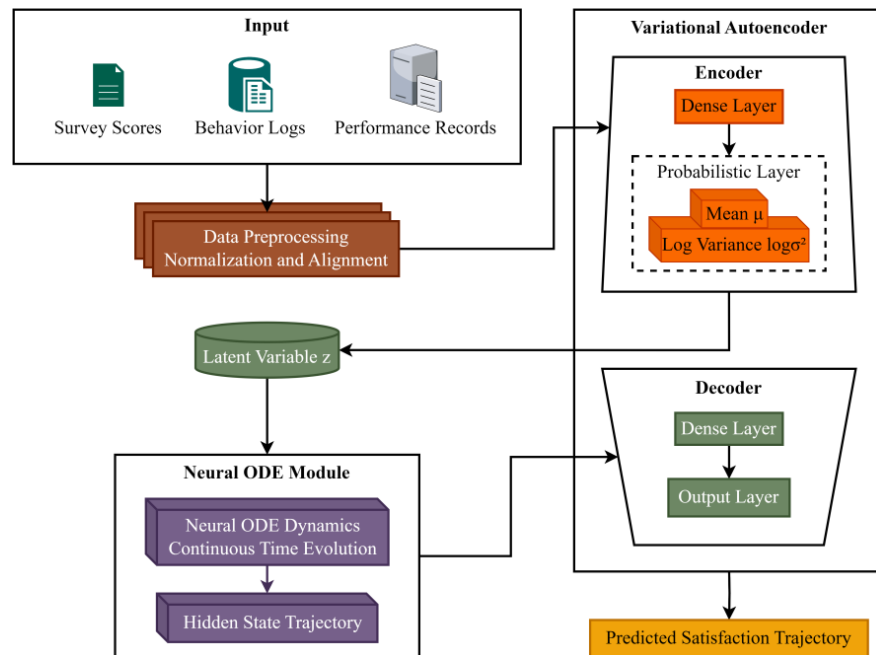 Input
Survey Scores
Behavior Logs
Performance Records
Data Preprocessing
Normalization and Alignment
Variational Autoencoder
Encoder
Dense Layer
Probabilistic Layer
Mean μ
Log Variance logσ²
Latent Variable z
Neural ODE Module
Neural ODE Dynamics
Continuous Time Evolution
Hidden State Trajectory
Decoder
Dense Layer
Output Layer
Predicted Satisfaction Trajectory